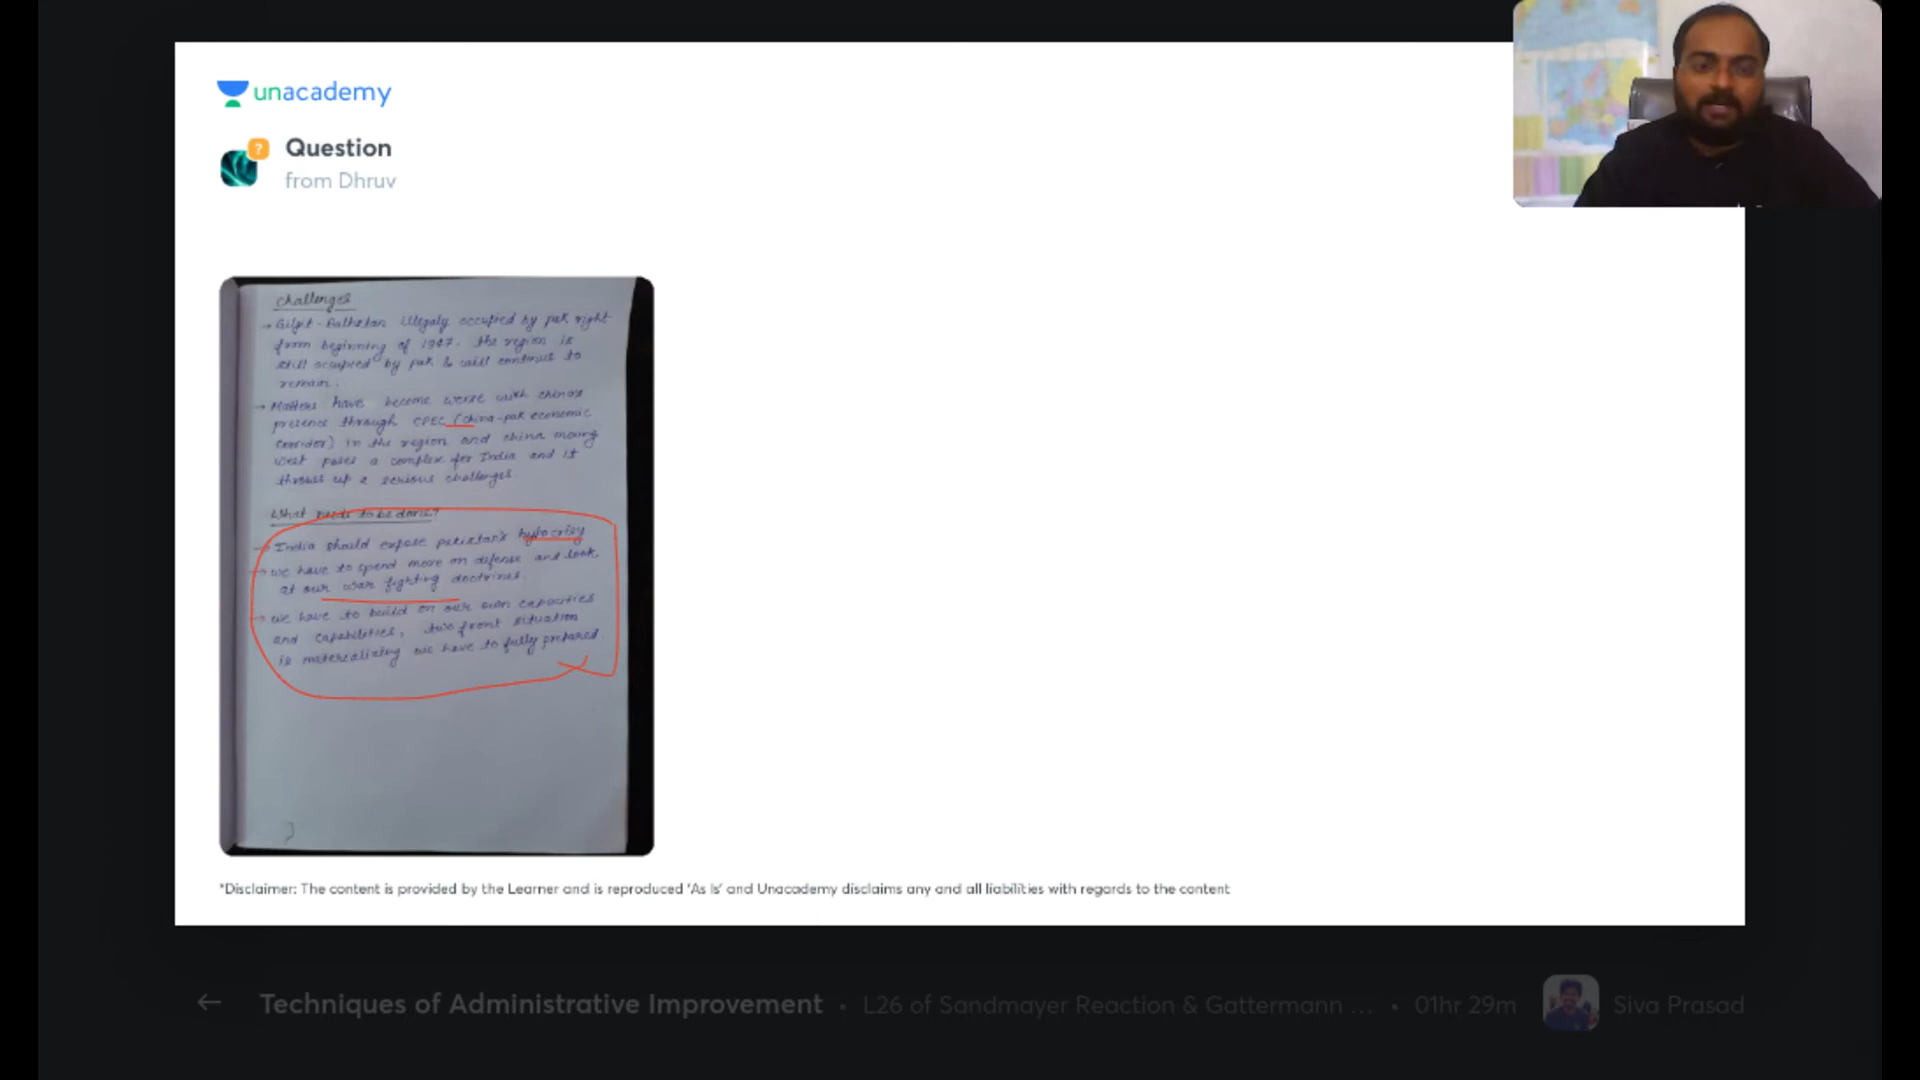 unacademy
?
Question
from Dhruv
Challenges
→ Gilgit-Baltistan illegaly occupied by pak right
from beginning of 1947. The region is
still occupied by pak & will continue to
remain.
→ Matters have become worse with chinese
presence through CPEC (China-pak economic
corridor) in the region and china moving
west poses a complex for India and it
throws up a serious challenges
What needs to be done?
→ India should expose pakistan's
→ we have to spend more on defense and look
at our war fighting doctrines.
→ we have to build on our own capacities
and capabilities, two front situation
is materializing we have to fully prepared.
*Disclaimer: The content is provided by the Learner and is reproduced 'As Is' and Unacademy disclaims any and all liabilities with regards to the content
← Techniques of Administrative Improvement • L26 of Sandmayer Reaction & Gattermann ... • 01hr 29m Siva Prasad